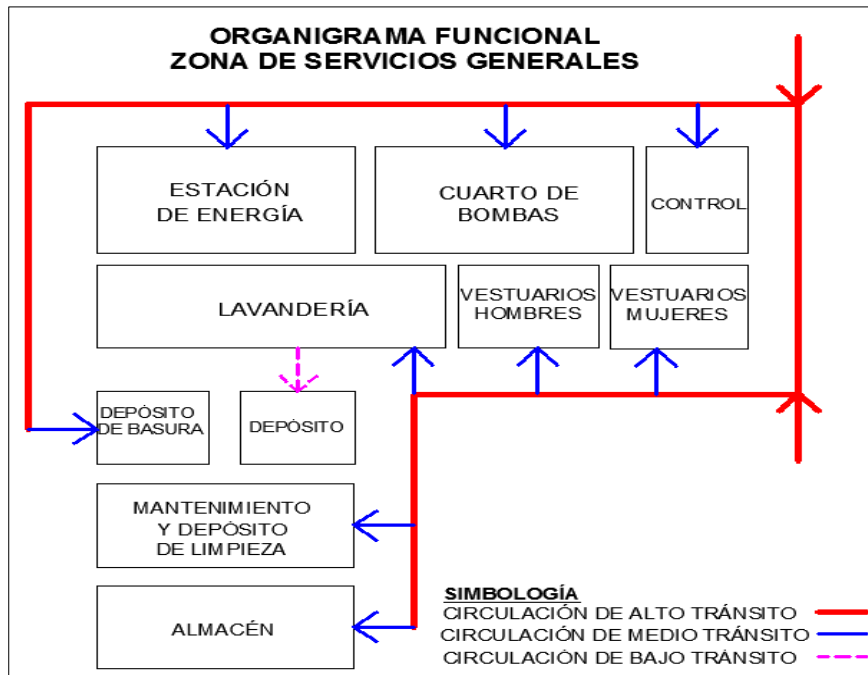 ORGANIGRAMA FUNCIONAL
ZONA DE SERVICIOS GENERALES
ESTACIÓN
DE ENERGÍA
CUARTO DE
BOMBAS
CONTROL
LAVANDERÍA
VESTUARIOS
HOMBRES
VESTUARIOS
MUJERES
DEPÓSITO
DE BASURA
DEPÓSITO
MANTENIMIENTO
Y DEPÓSITO
DE LIMPIEZA
ALMACÉN
SIMBOLOGÍA
CIRCULACIÓN DE ALTO TRÁNSITO
CIRCULACIÓN DE MEDIO TRÁNSITO
CIRCULACIÓN DE BAJO TRÁNSITO